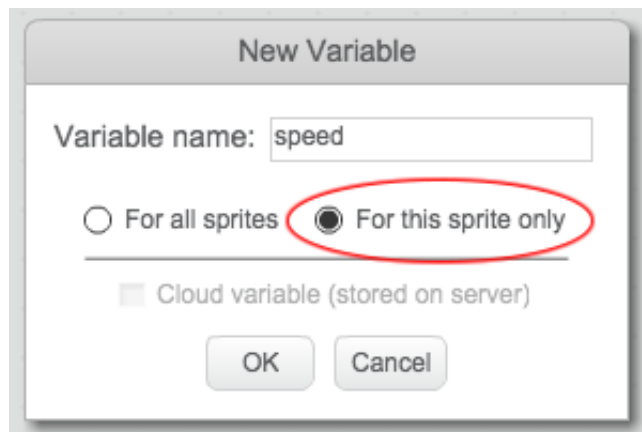 New Variable
Variable name: speed
For all sprites For this sprite only
Cloud variable (stored on server)
OK Cancel